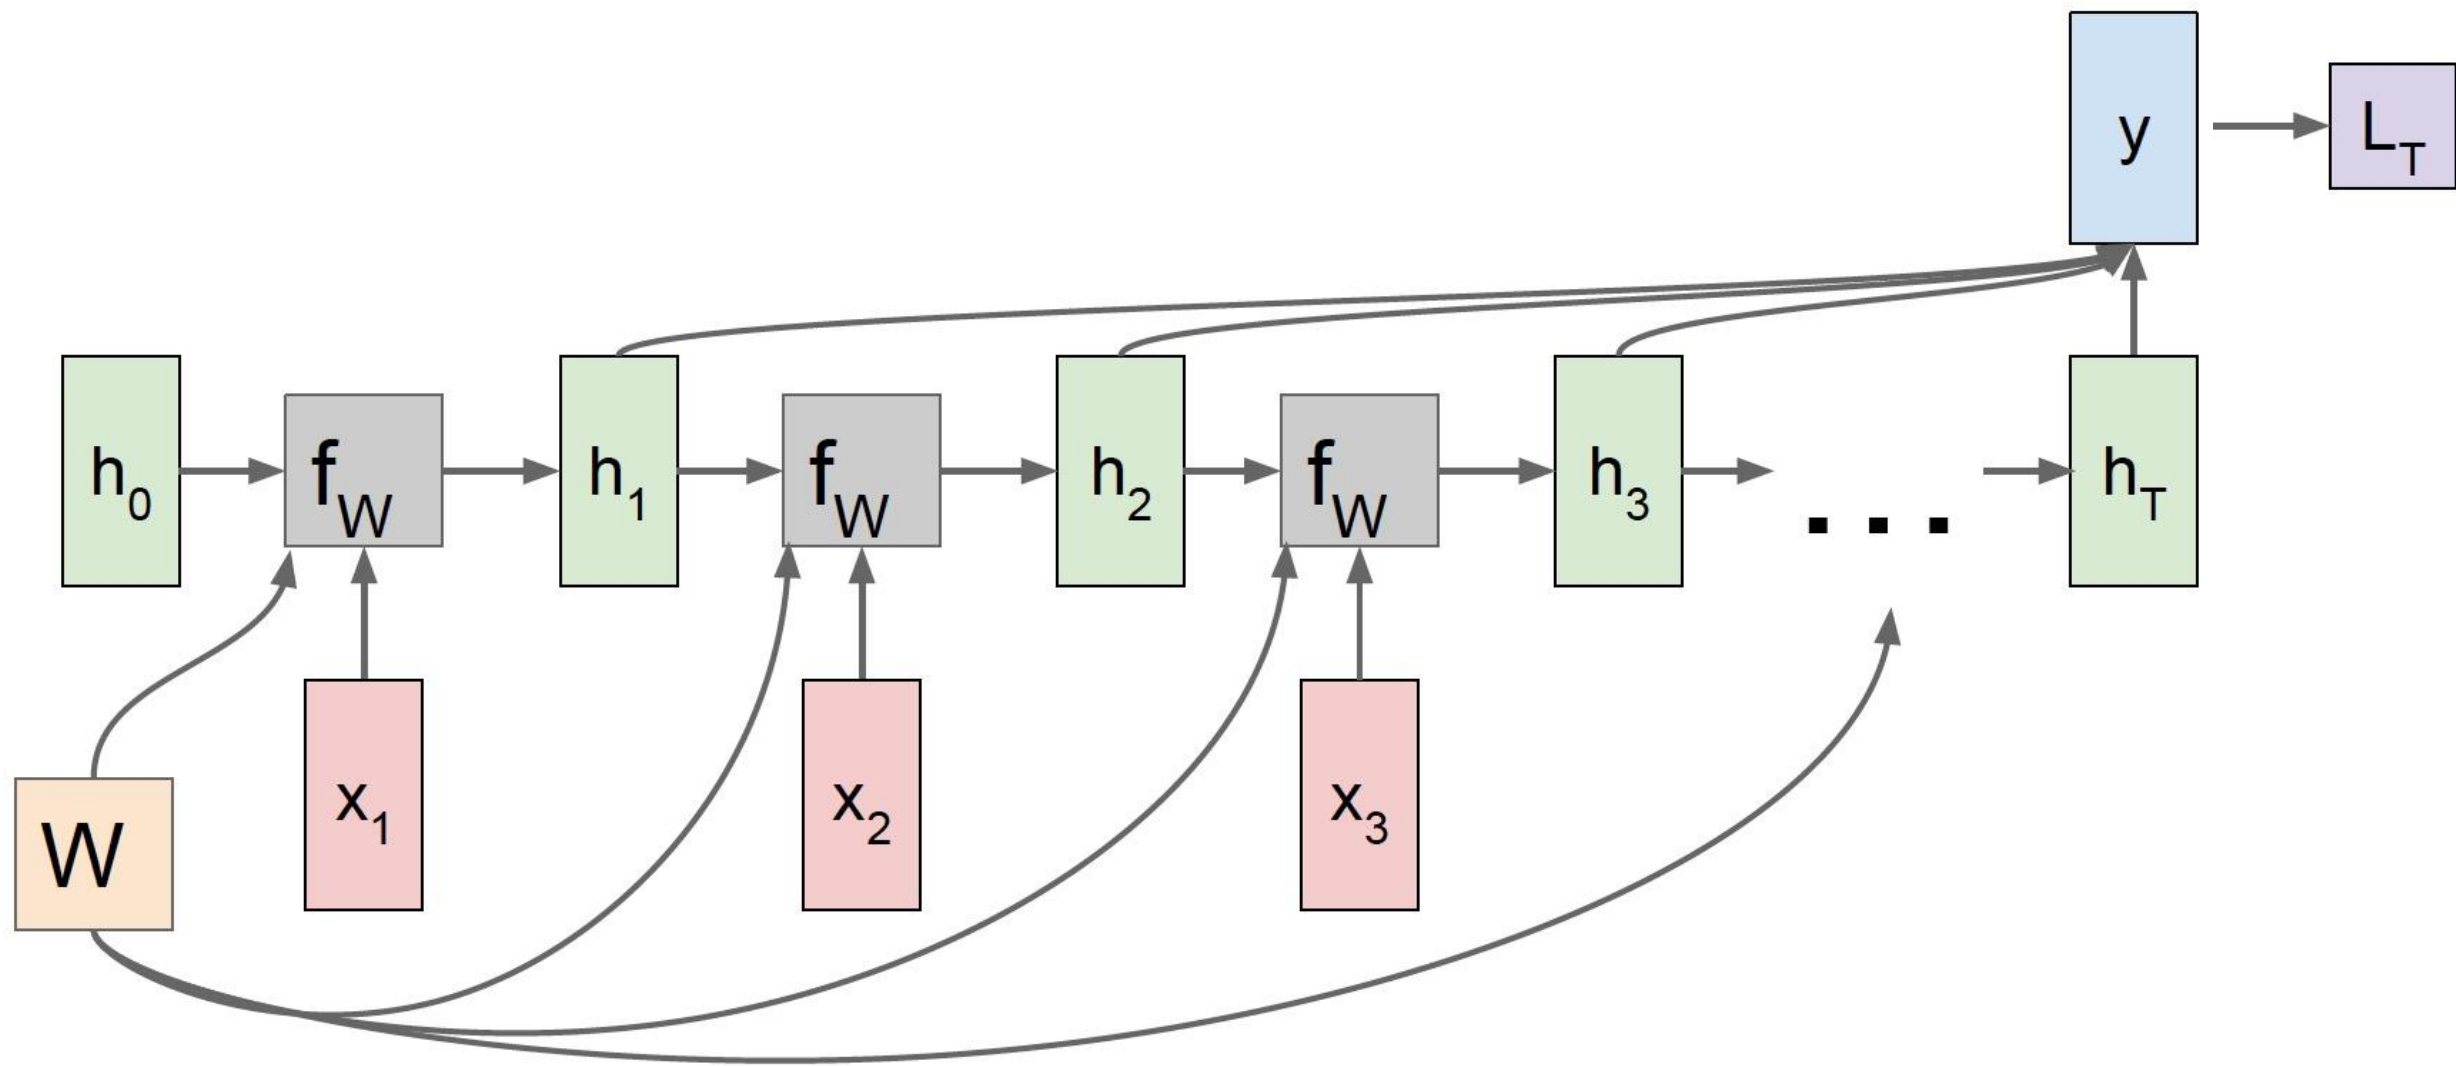 y
L_T
h_0
f_W
h_1
f_W
h_2
f_W
h_3
. . .
h_T
W
x_1
x_2
x_3